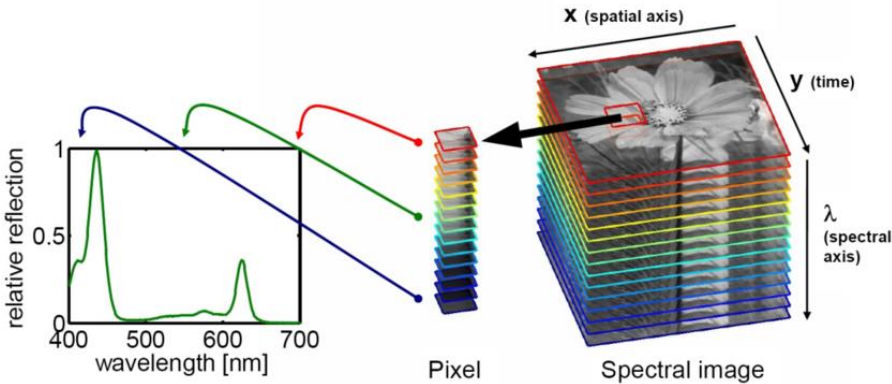 x (spatial axis)
y (time)
λ
(spectral
axis)
relative reflection
1
0.5
0
400
500
600
700
wavelength [nm]
Pixel
Spectral image